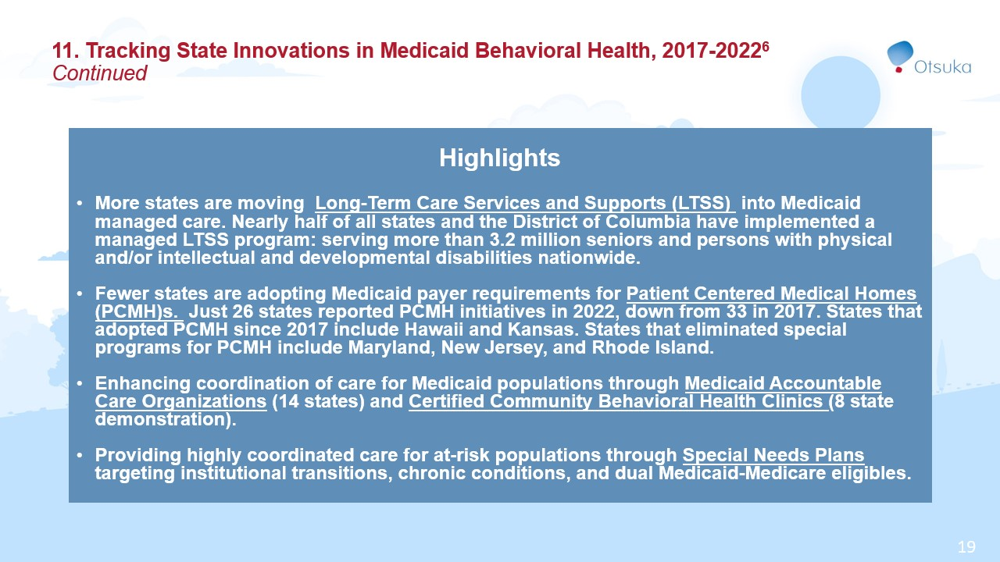 11. Tracking State Innovations in Medicaid Behavioral Health, 2017-2022⁶
Continued
Otsuka
Highlights
• More states are moving  Long-Term Care Services and Supports (LTSS)  into Medicaid
managed care. Nearly half of all states and the District of Columbia have implemented a
managed LTSS program: serving more than 3.2 million seniors and persons with physical
and/or intellectual and developmental disabilities nationwide.
• Fewer states are adopting Medicaid payer requirements for Patient Centered Medical Homes
(PCMH)s.  Just 26 states reported PCMH initiatives in 2022, down from 33 in 2017. States that
adopted PCMH since 2017 include Hawaii and Kansas. States that eliminated special
programs for PCMH include Maryland, New Jersey, and Rhode Island.
• Enhancing coordination of care for Medicaid populations through Medicaid Accountable
Care Organizations (14 states) and Certified Community Behavioral Health Clinics (8 state
demonstration).
• Providing highly coordinated care for at-risk populations through Special Needs Plans
targeting institutional transitions, chronic conditions, and dual Medicaid-Medicare eligibles.
19